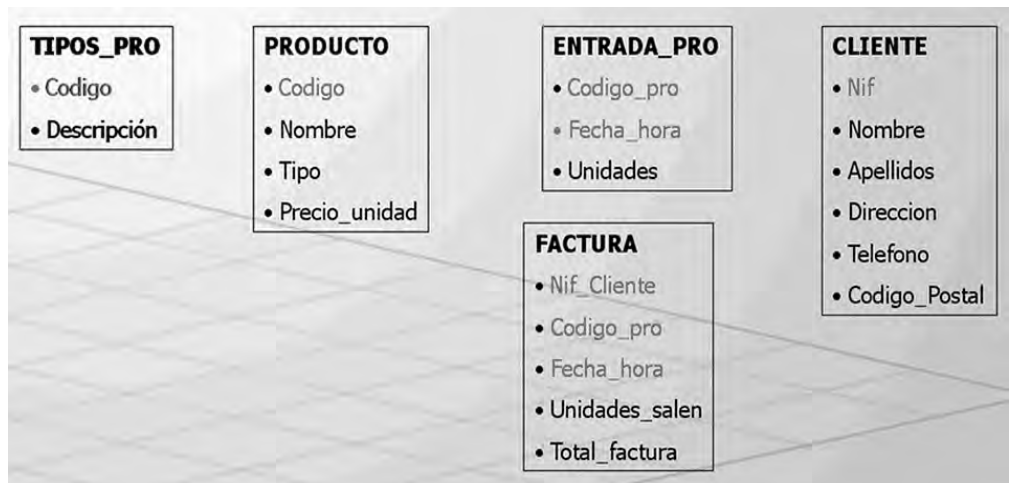 TIPOS_PRO
• Codigo
• Descripción
PRODUCTO
• Codigo
• Nombre
• Tipo
• Precio_unidad
ENTRADA_PRO
• Codigo_pro
• Fecha_hora
• Unidades
CLIENTE
• Nif
• Nombre
• Apellidos
• Direccion
• Telefono
• Codigo_Postal
FACTURA
• Nif_Cliente
• Codigo_pro
• Fecha_hora
• Unidades_salen
• Total_factura